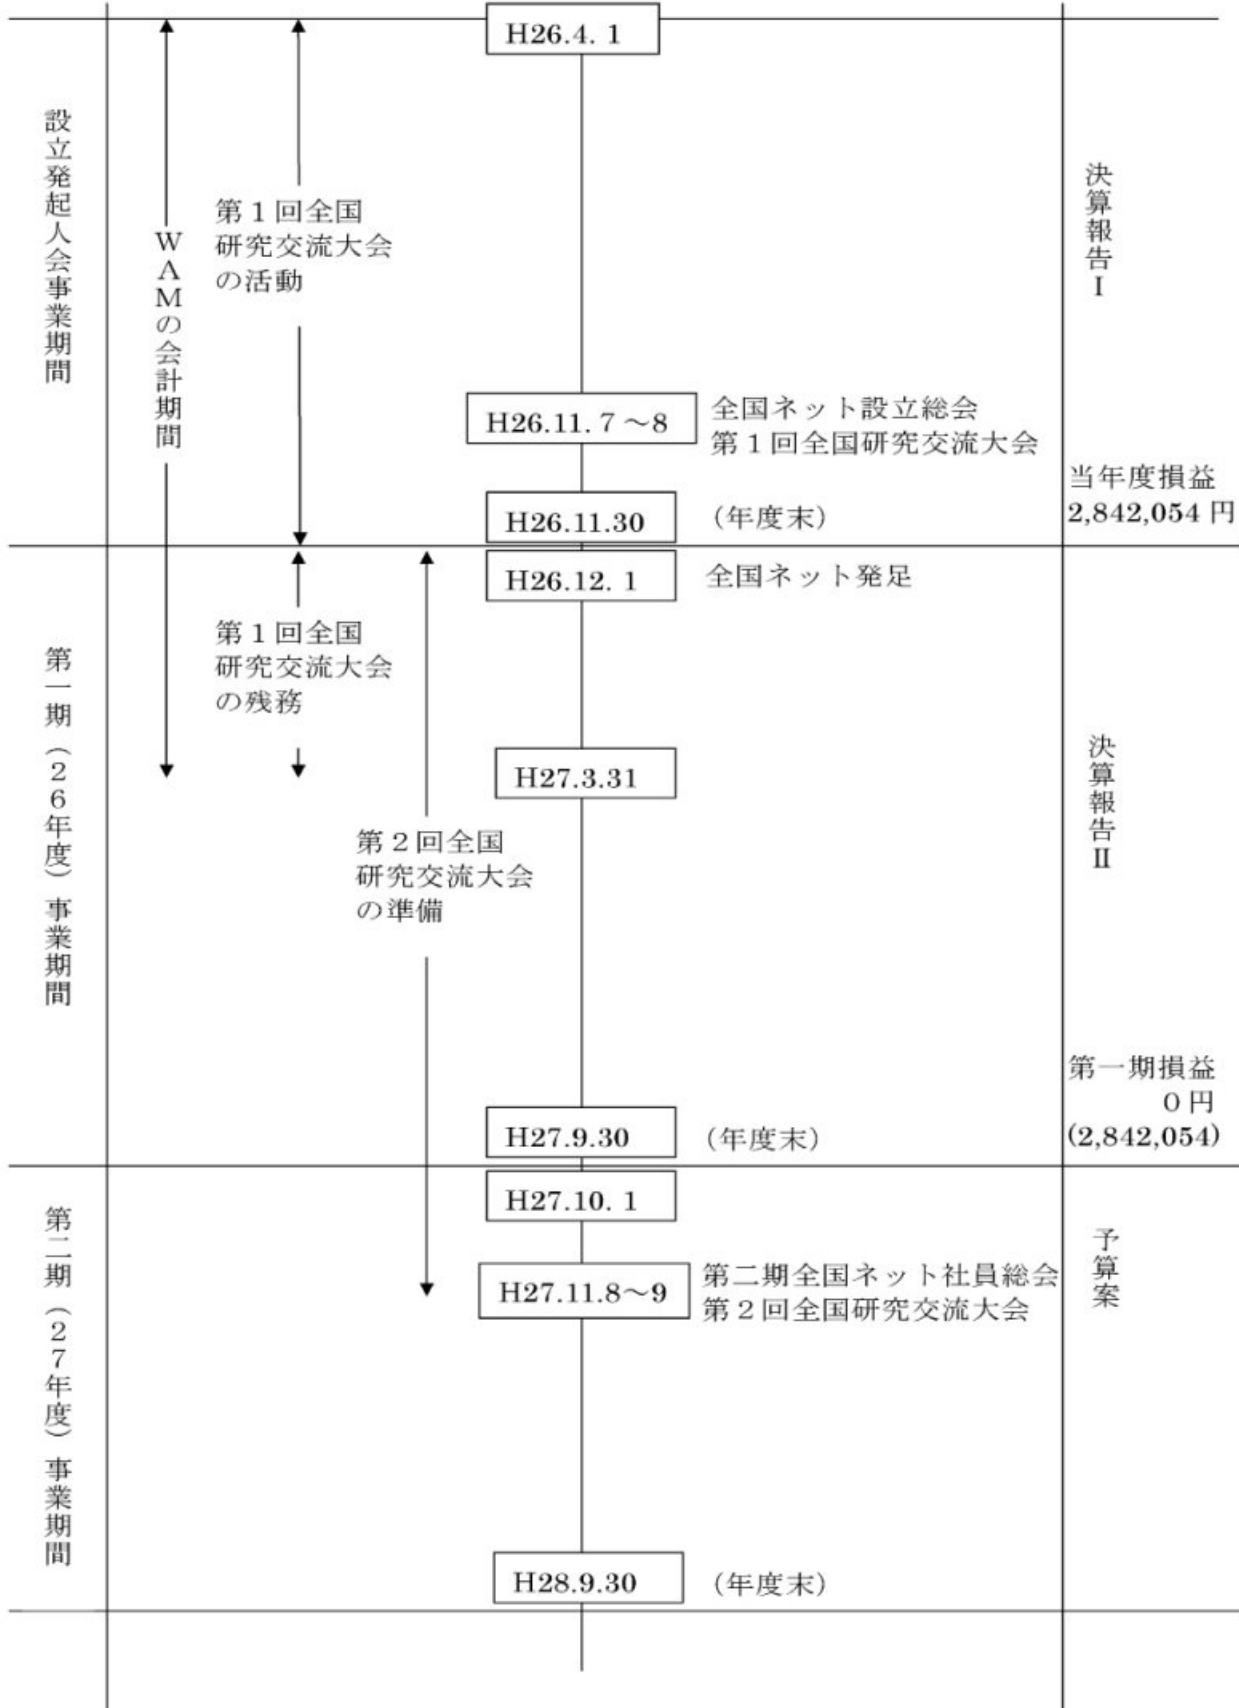 H26.4. 1
設立発起人会事業期間
WAMの会計期間
第１回全国
研究交流大会
の活動
決算報告Ⅰ
H26.11. 7 ～8
全国ネット設立総会
第１回全国研究交流大会
当年度損益
2,842,054 円
H26.11.30
（年度末）
H26.12. 1
全国ネット発足
第一期（２６年度）事業期間
第１回全国
研究交流大会
の残務
H27.3.31
決算報告Ⅱ
第２回全国
研究交流大会
の準備
第一期損益
０円
(2,842,054)
H27.9.30
（年度末）
H27.10. 1
第二期（２７年度）事業期間
予算案
H27.11.8～9
第二期全国ネット社員総会
第２回全国研究交流大会
H28.9.30
（年度末）